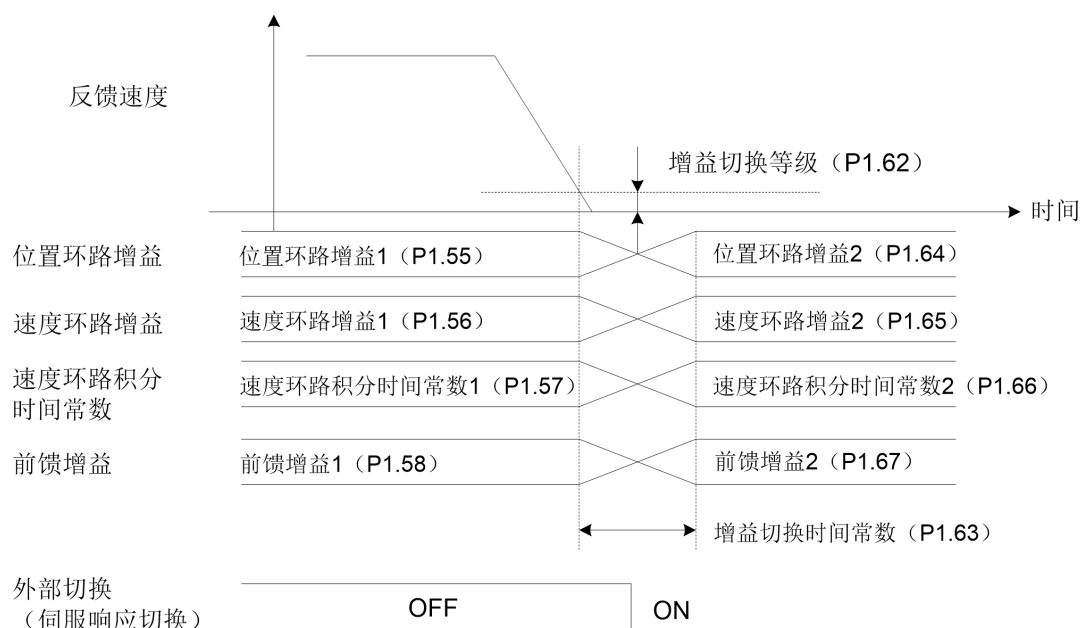 反馈速度
增益切换等级（P1.62）
时间
位置环路增益
位置环路增益1（P1.55）
位置环路增益2（P1.64）
速度环路增益
速度环路增益1（P1.56）
速度环路增益2（P1.65）
速度环路积分
时间常数
速度环路积分时间常数1（P1.57）
速度环路积分时间常数2（P1.66）
前馈增益
前馈增益1（P1.58）
前馈增益2（P1.67）
增益切换时间常数（P1.63）
外部切换
（伺服响应切换）
OFF
ON